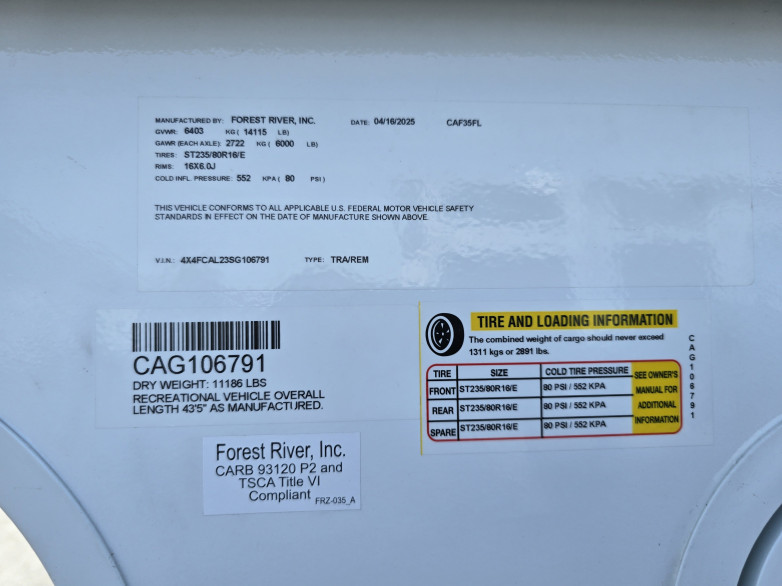 MANUFACTURED BY: FOREST RIVER, INC. DATE: 04/16/2025 CAF35FL
GVWR: 6403 KG ( 14115 LB)
GAWR (EACH AXLE): 2722 KG ( 6000 LB)
TIRES: ST235/80R16/E
RIMS: 16X6.0J
COLD INFL. PRESSURE: 552 KPA ( 80 PSI )
THIS VEHICLE CONFORMS TO ALL APPLICABLE U.S. FEDERAL MOTOR VEHICLE SAFETY
STANDARDS IN EFFECT ON THE DATE OF MANUFACTURE SHOWN ABOVE.
V.I.N.: 4X4FCAL23SG106791 TYPE: TRA/REM
CAG106791
DRY WEIGHT: 11186 LBS
RECREATIONAL VEHICLE OVERALL
LENGTH 43'5" AS MANUFACTURED.
TIRE AND LOADING INFORMATION
The combined weight of cargo should never exceed
1311 kgs or 2891 lbs.
TIRE SIZE COLD TIRE PRESSURE
FRONT ST235/80R16/E 80 PSI / 552 KPA
REAR ST235/80R16/E 80 PSI / 552 KPA
SPARE ST235/80R16/E 80 PSI / 552 KPA
SEE OWNER'S
MANUAL FOR
ADDITIONAL
INFORMATION
CAG106791
Forest River, Inc.
CARB 93120 P2 and
TSCA Title VI
Compliant FRZ-035_A